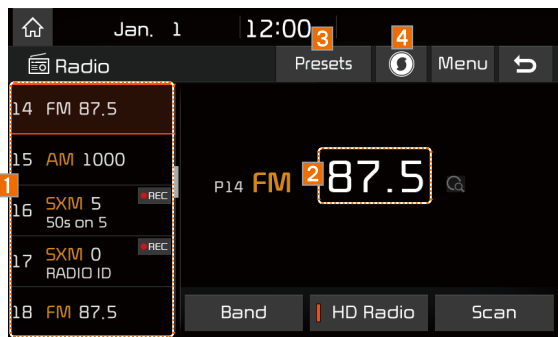 Jan. 1 12:00
3 4
Radio Presets Menu
14 FM 87.5
15 AM 1000
1
16 SXM 5 REC
50s on 5
17 SXM 0 REC
RADIO ID
18 FM 87.5
P14 FM 2 87.5
Band HD Radio Scan